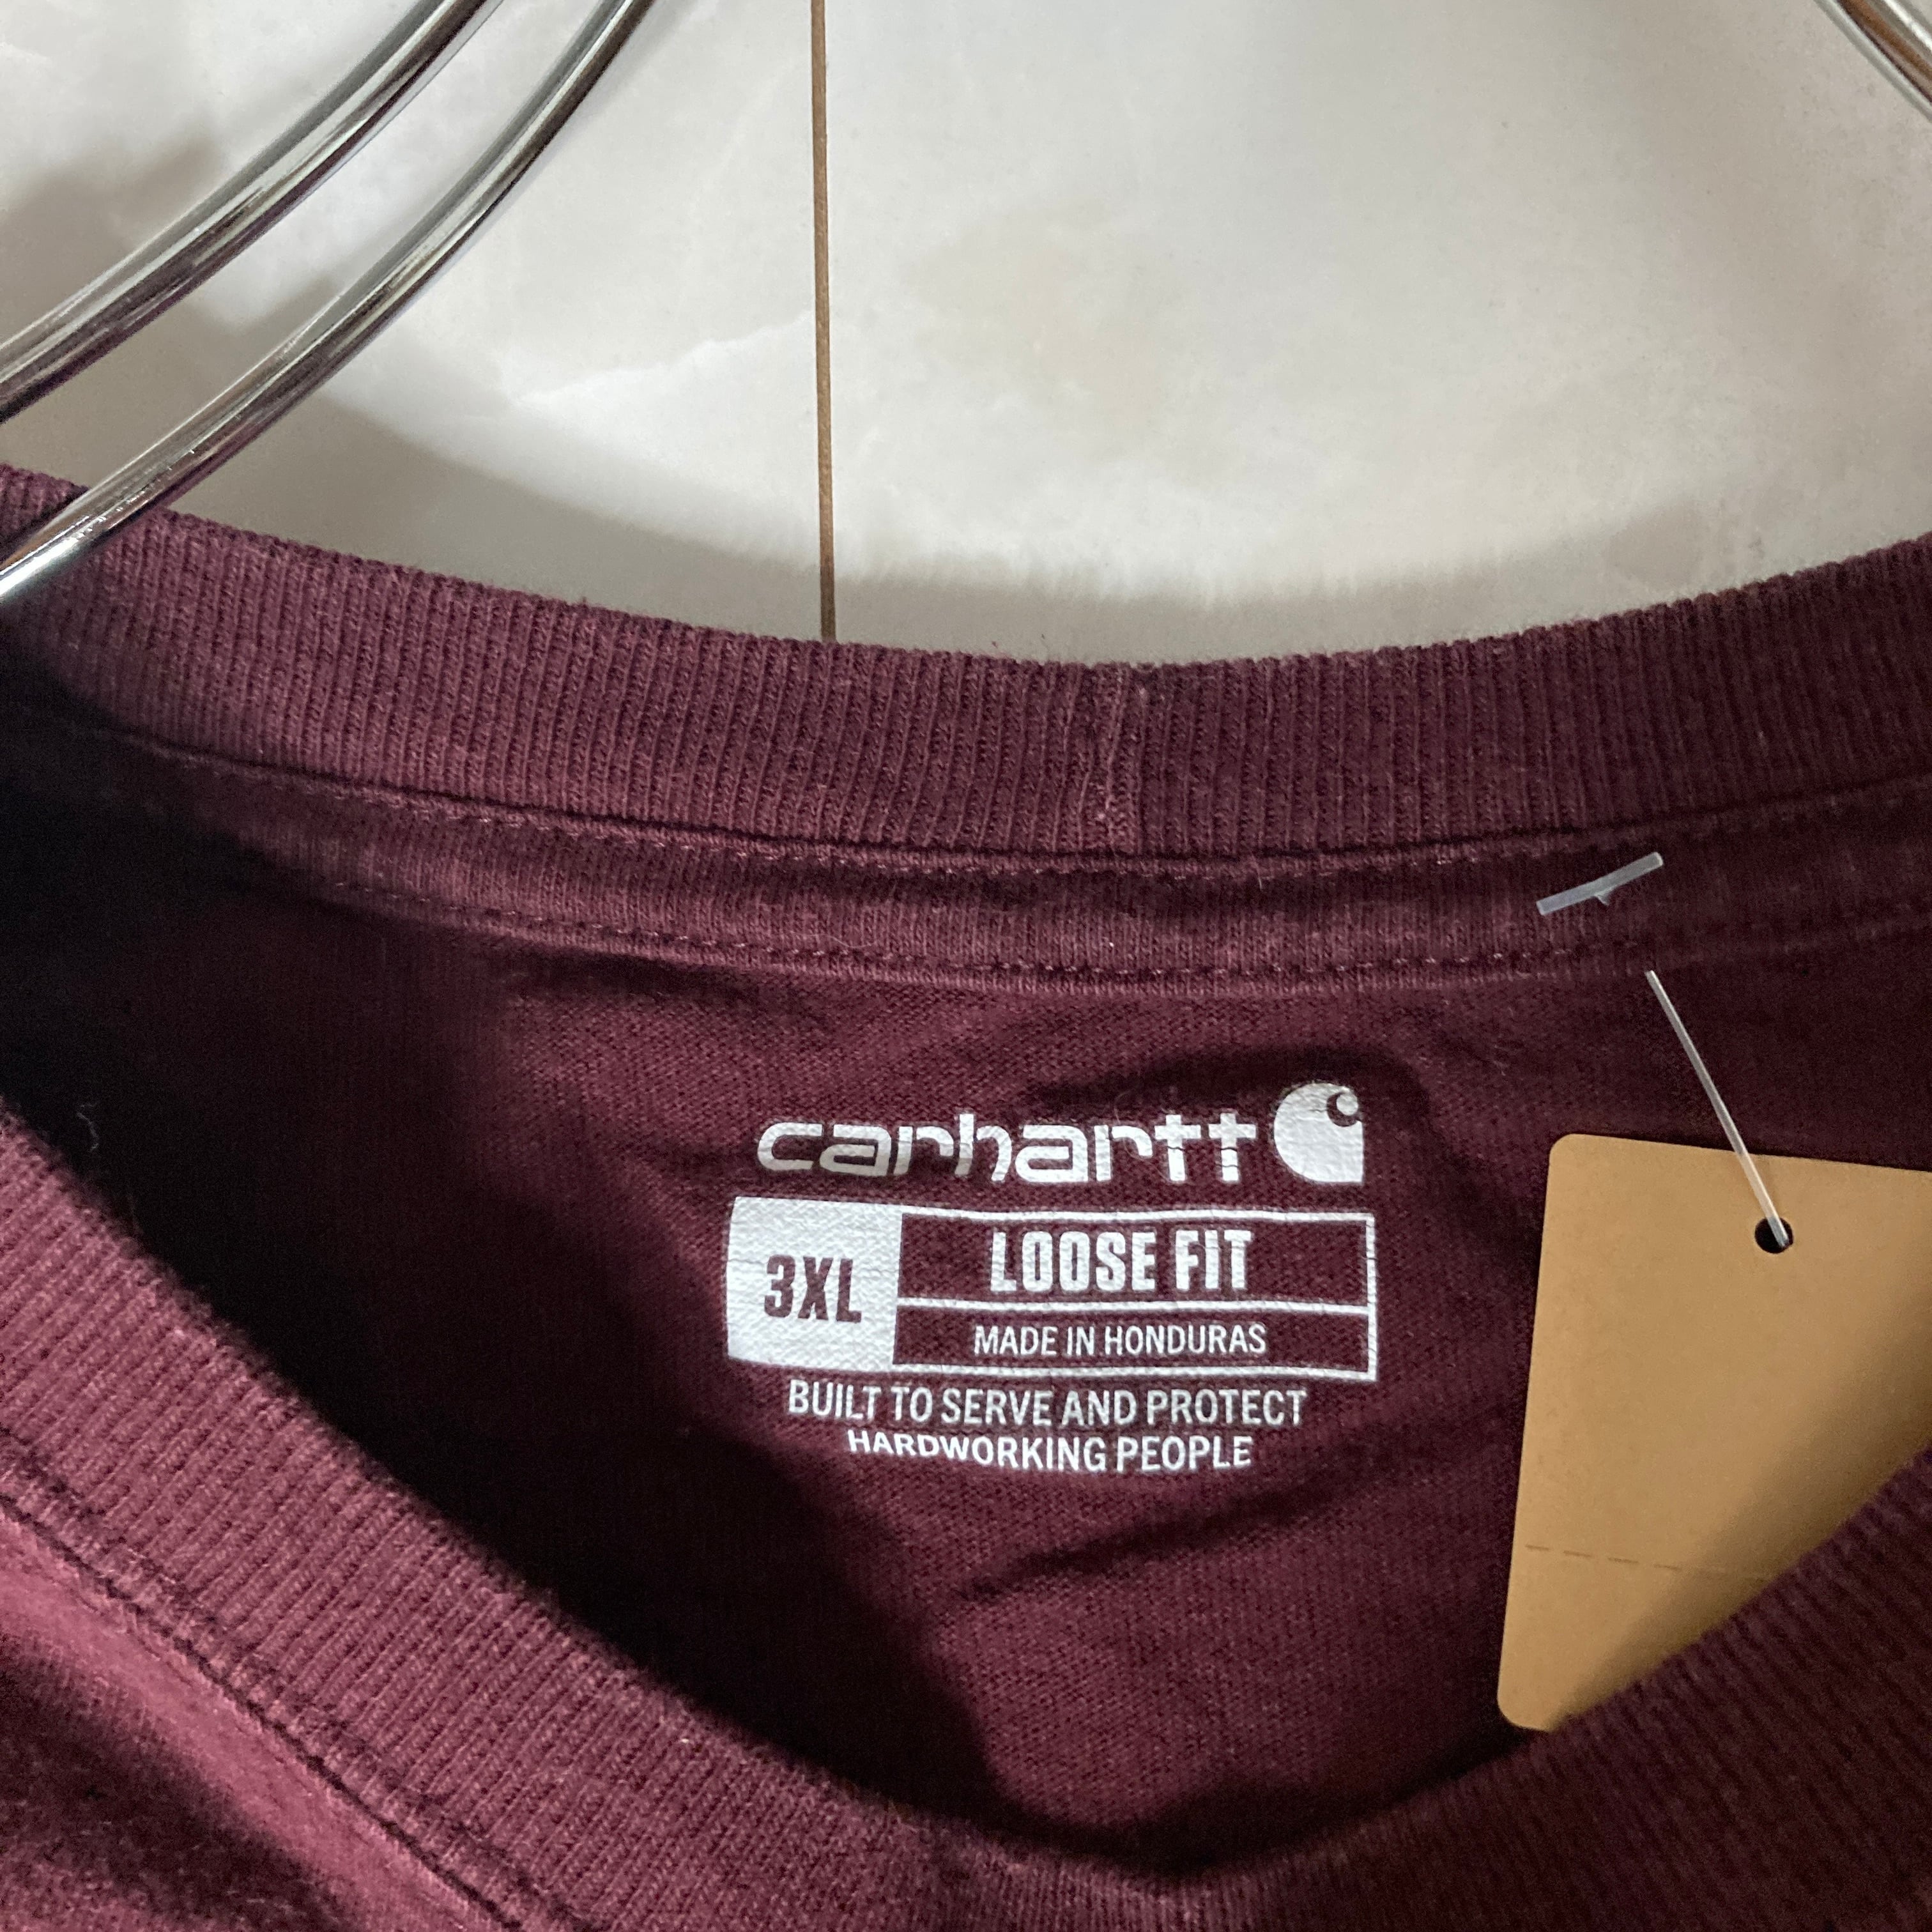 carhartt
3XL
LOOSE FIT
MADE IN HONDURAS
BUILT TO SERVE AND PROTECT
HARDWORKING PEOPLE